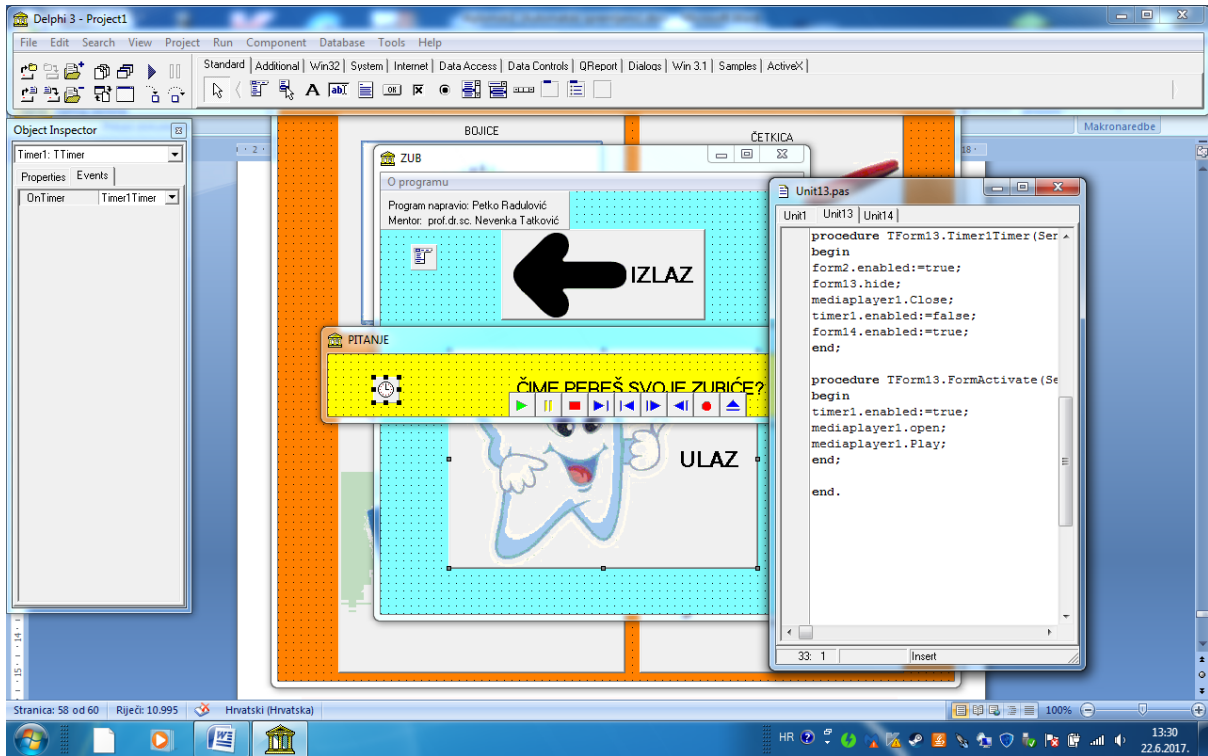 Delphi 3 - Project1
File Edit Search View Project Run Component Database Tools Help
Standard Additional Win32 System Internet Data Access Data Controls QReport Dialogs Win 3.1 Samples ActiveX
Object Inspector
Timer1: TTimer
Properties Events
OnTimer Timer1Timer
Makronaredbe
BOJICE
ČETKICA
ZUB
O programu
Program napravio: Petko Radulović
Mentor: prof.dr.sc. Nevenka Tatković
IZLAZ
PITANJE
ČIME PEREŠ SVOJE ZUBIĆE?
ULAZ
Unit13.pas
Unit1 Unit13 Unit14
procedure TForm13.Timer1Timer(Ser
begin
form2.enabled:=true;
form13.hide;
mediaplayer1.Close;
timer1.enabled:=false;
form14.enabled:=true;
end;
procedure TForm13.FormActivate(Se
begin
timer1.enabled:=true;
mediaplayer1.open;
mediaplayer1.Play;
end;
end.
33: 1 Insert
Stranica: 58 od 60 Riječi: 10.995 Hrvatski (Hrvatska) 100%
HR 13:30
22.6.2017.